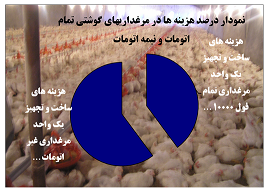 نمودار درصد هزینه ها در مرغداریهای گوشتی تمام
اتومات و نیمه اتومات
هزینه های
ساخت و تجهیز
یک واحد
مرغداری تمام
فول ۱۰۰۰۰ ...
هزینه های
ساخت و تجهیز
یک واحد
مرغداری غیر
اتومات ...